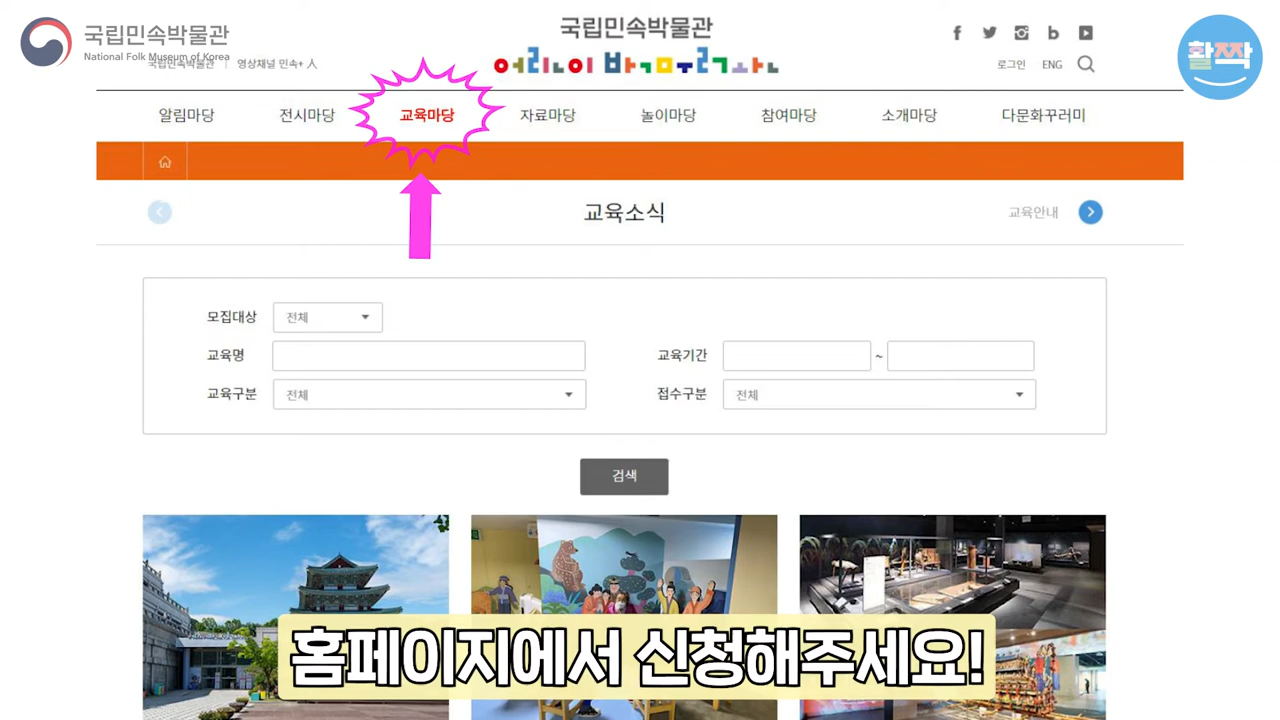 국립민속박물관
National Folk Museum of Korea
국립민속박물관
어린이박물관
활짝
국립민속박물관 | 영상채널 민속+人
로그인 ENG
알림마당 전시마당 교육마당 자료마당 놀이마당 참여마당 소개마당 다문화꾸러미
교육소식
교육안내
모집대상 전체
교육명 교육기간 ~
교육구분 전체 접수구분 전체
검색
홈페이지에서 신청해주세요!